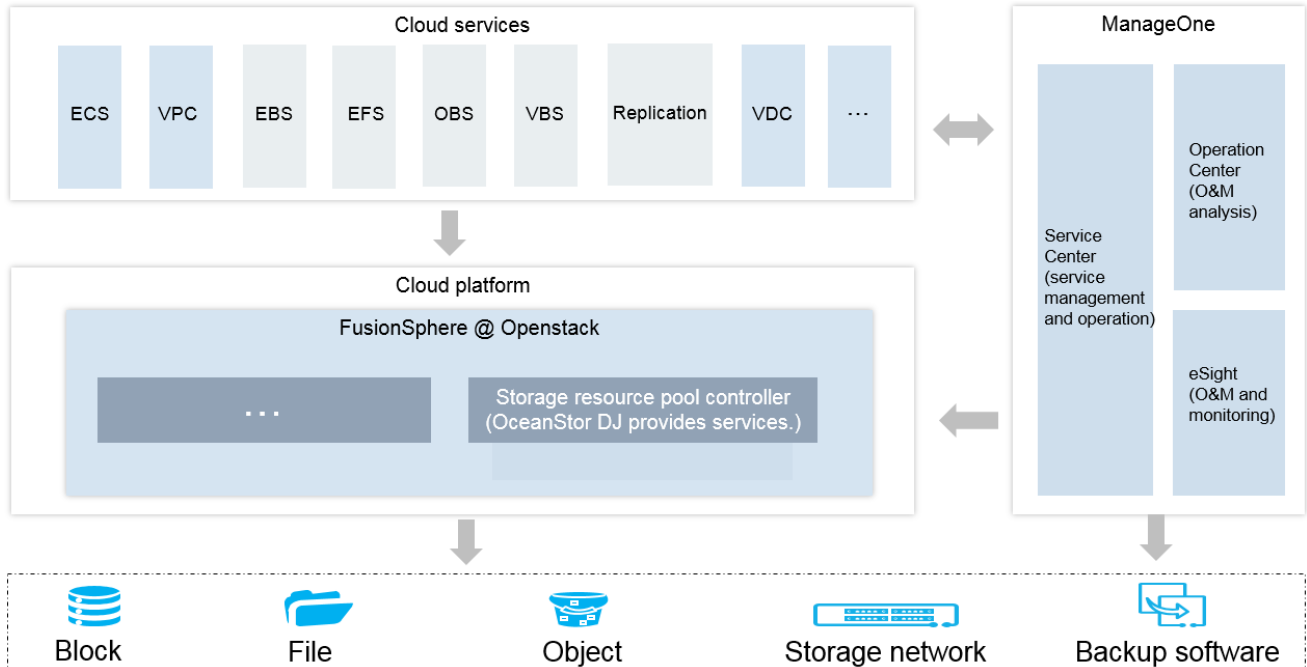 Cloud services
ECS
VPC
EBS
EFS
OBS
VBS
Replication
VDC
...
Cloud platform
FusionSphere @ Openstack
...
Storage resource pool controller
(OceanStor DJ provides services.)
ManageOne
Service
Center
(service
management
and operation)
Operation
Center
(O&M
analysis)
eSight
(O&M and
monitoring)
Block
File
Object
Storage network
Backup software